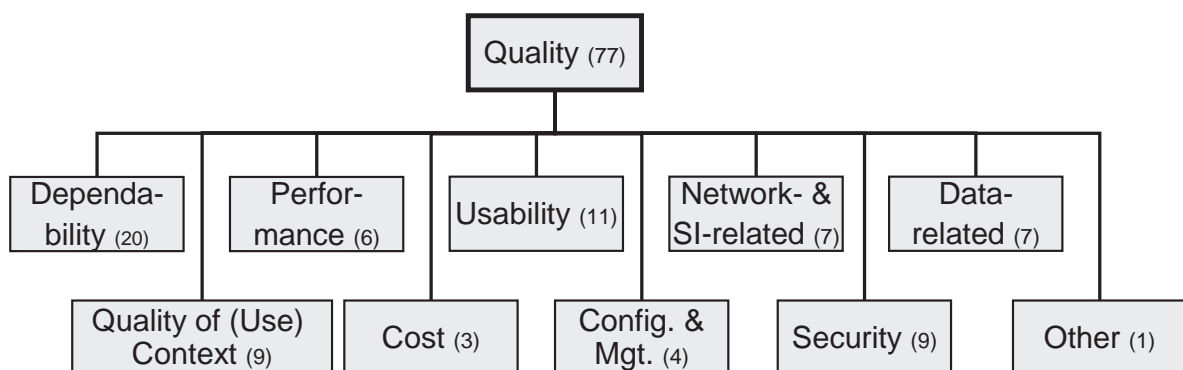 Quality (77)
Dependa-
bility (20)
Perfor-
mance (6)
Usability (11)
Network- &
SI-related (7)
Data-
related (7)
Quality of (Use)
Context (9)
Cost (3)
Config. &
Mgt. (4)
Security (9)
Other (1)